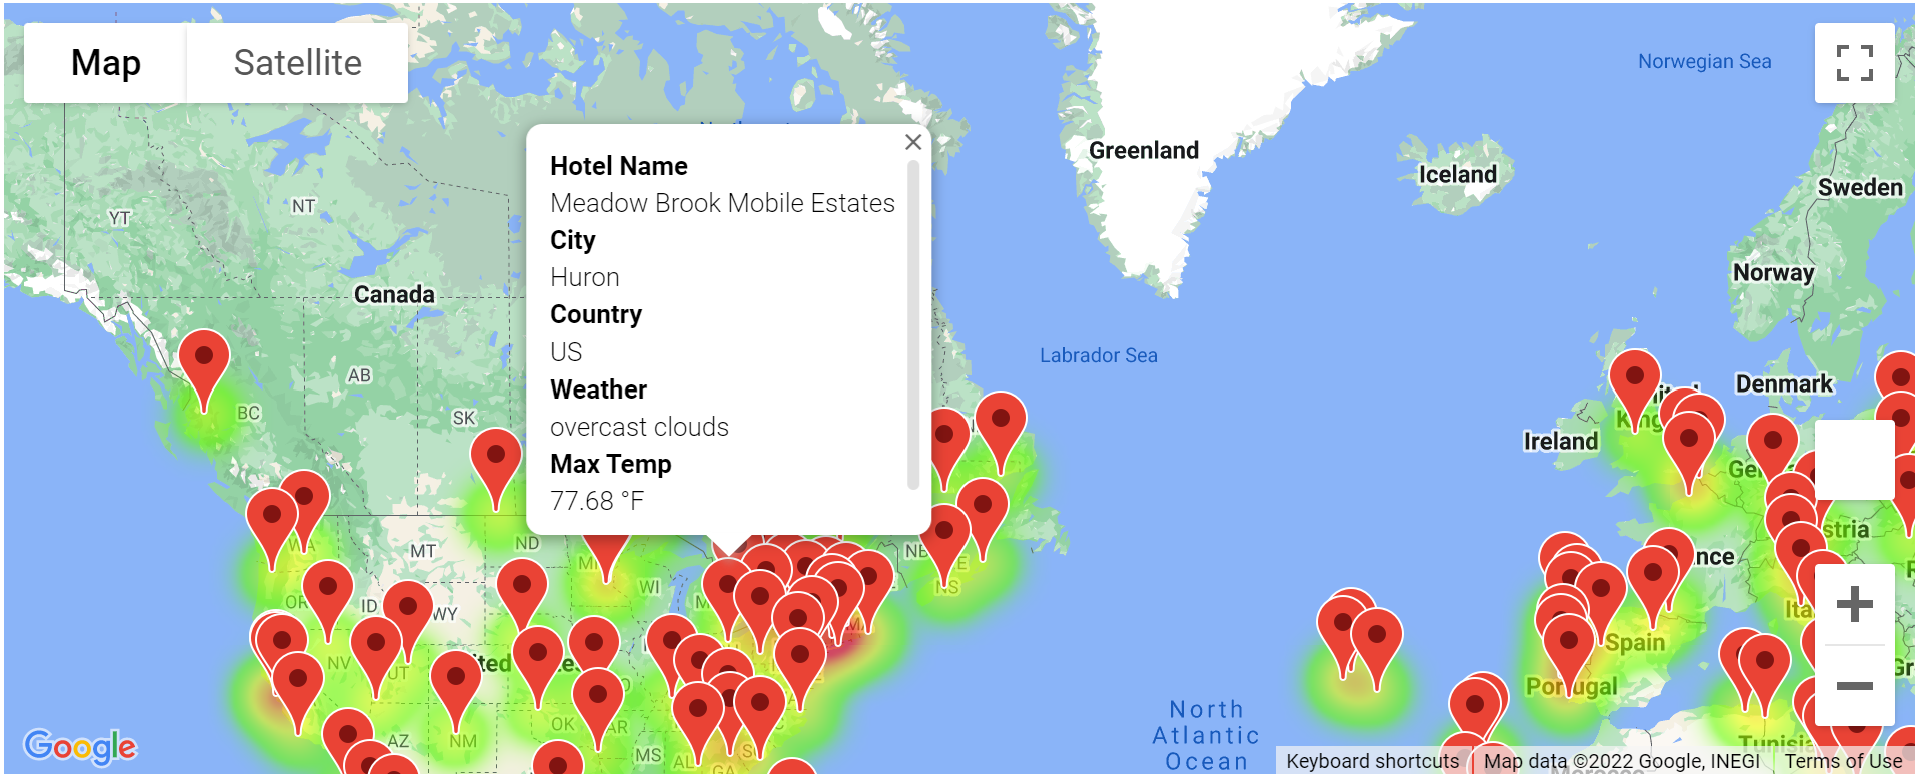 Map
Satellite
Norwegian Sea
Greenland
Iceland
Sweden
Hotel Name
Meadow Brook Mobile Estates
City
Huron
Country
US
Weather
overcast clouds
Max Temp
77.68 °F
YT
NT
Norway
Canada
Labrador Sea
AB
Denmark
BC
SK
Ireland
WA
MT
ND
NB
NS
WI
OR
ID
WY
NV
UT
Spain
Portugal
OK
AR
AZ
NM
MS
AL
GA
North
Atlantic
Ocean
Tunisia
Google
Keyboard shortcuts
Map data ©2022 Google, INEGI
Terms of Use